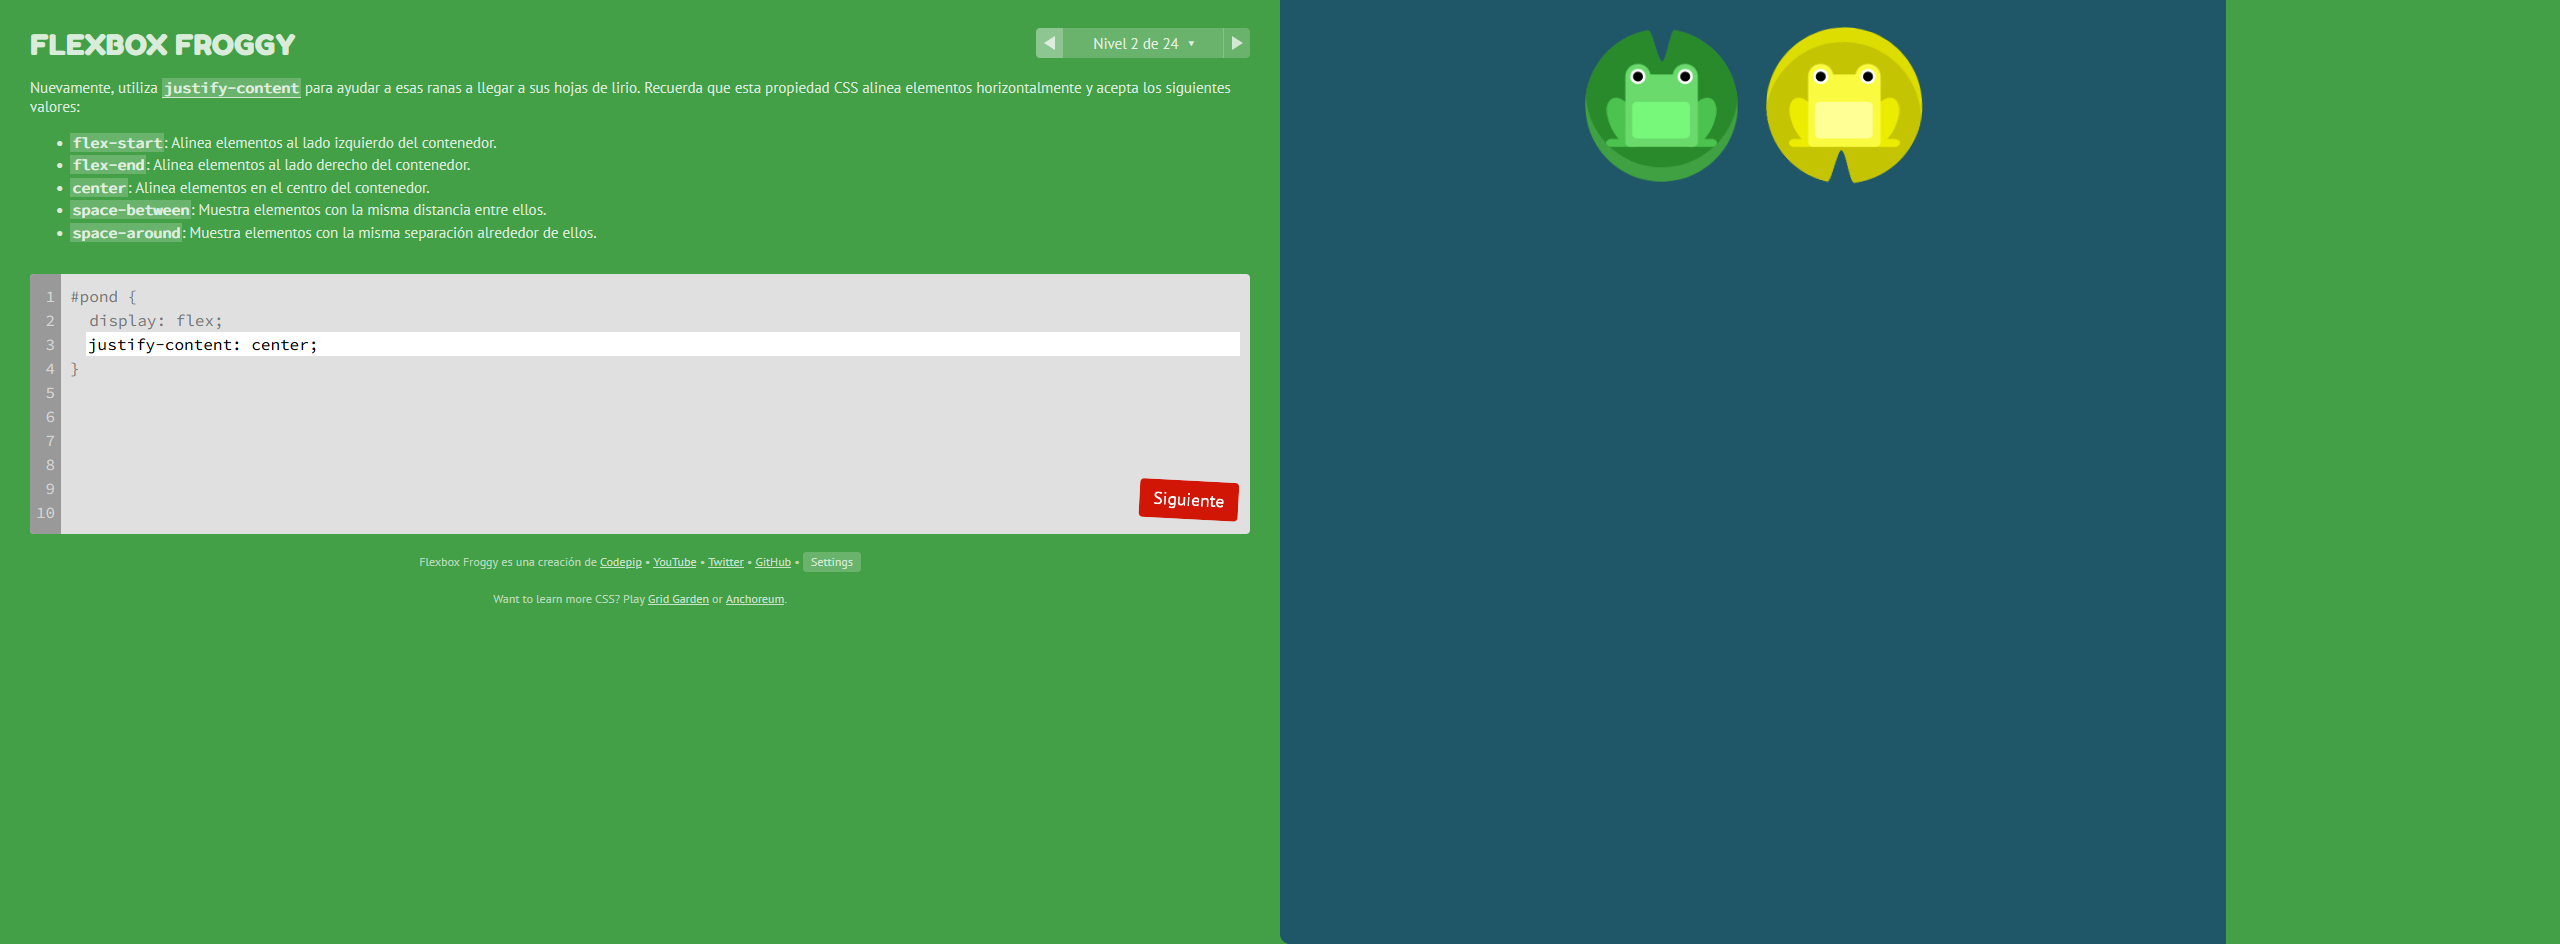 FLEXBOX FROGGY
◀ Nivel 2 de 24 ▼ ▶
Nuevamente, utiliza justify-content para ayudar a esas ranas a llegar a sus hojas de lirio. Recuerda que esta propiedad CSS alinea elementos horizontalmente y acepta los siguientes
valores:
• flex-start: Alinea elementos al lado izquierdo del contenedor.
• flex-end: Alinea elementos al lado derecho del contenedor.
• center: Alinea elementos en el centro del contenedor.
• space-between: Muestra elementos con la misma distancia entre ellos.
• space-around: Muestra elementos con la misma separación alrededor de ellos.
1 #pond {
2 display: flex;
3 justify-content: center;
4 }
5
6
7
8
9
10
Siguiente
Flexbox Froggy es una creación de Codepip • YouTube • Twitter • GitHub • Settings
Want to learn more CSS? Play Grid Garden or Anchoreum.